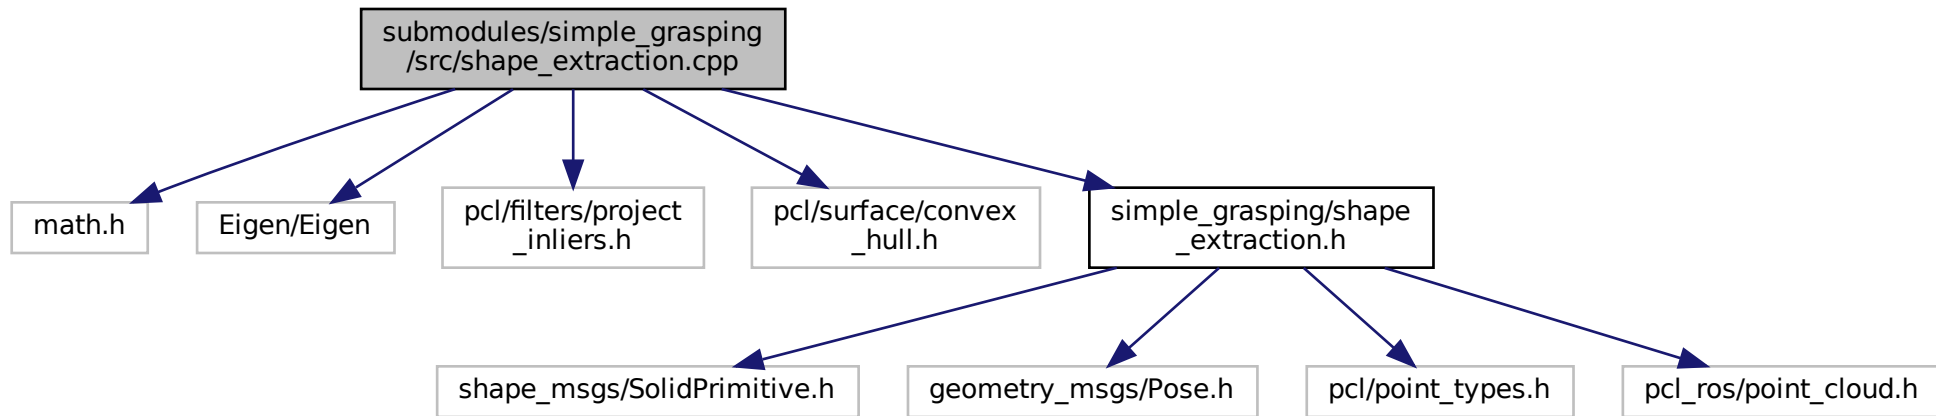 submodules/simple_grasping
/src/shape_extraction.cpp
math.h
Eigen/Eigen
pcl/filters/project
_inliers.h
pcl/surface/convex
_hull.h
simple_grasping/shape
_extraction.h
shape_msgs/SolidPrimitive.h
geometry_msgs/Pose.h
pcl/point_types.h
pcl_ros/point_cloud.h